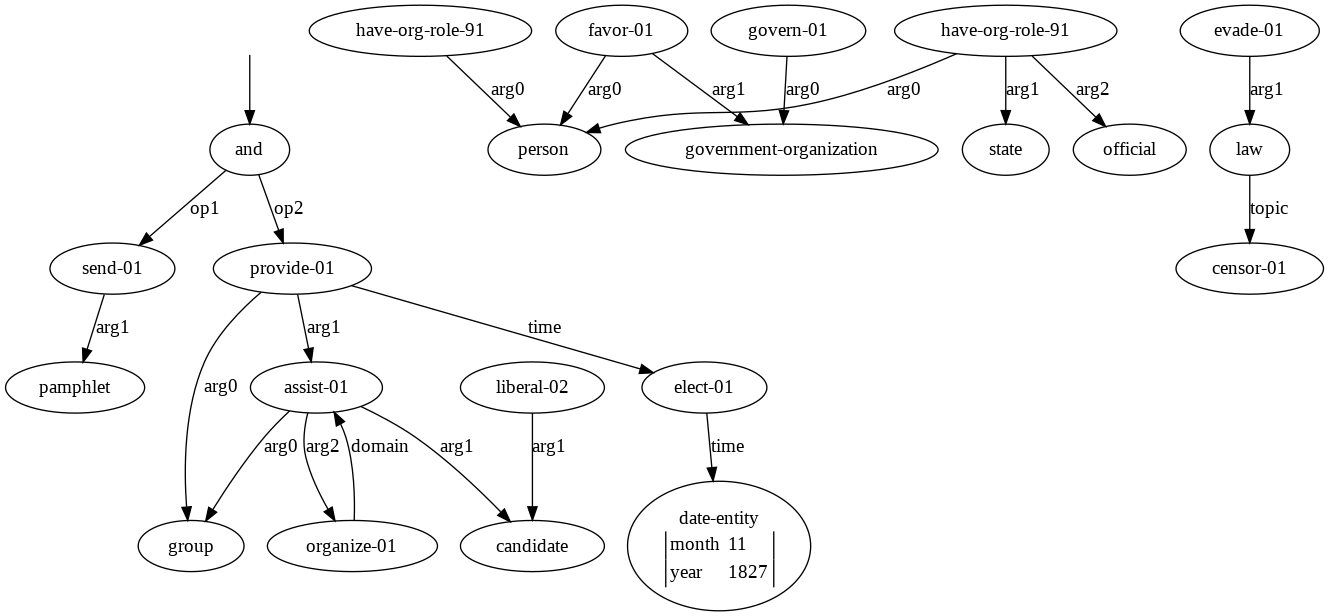 have-org-role-91 favor-01 govern-01 have-org-role-91 evade-01
arg0 arg0 arg1 arg0 arg0 arg1 arg2 arg1
and person government-organization state official law
op1 op2 topic
send-01 provide-01 censor-01
arg1 arg1 time
pamphlet arg0 assist-01 liberal-02 elect-01
arg0 arg2 domain arg1 arg1 time
group organize-01 candidate
date-entity
month 11
year 1827